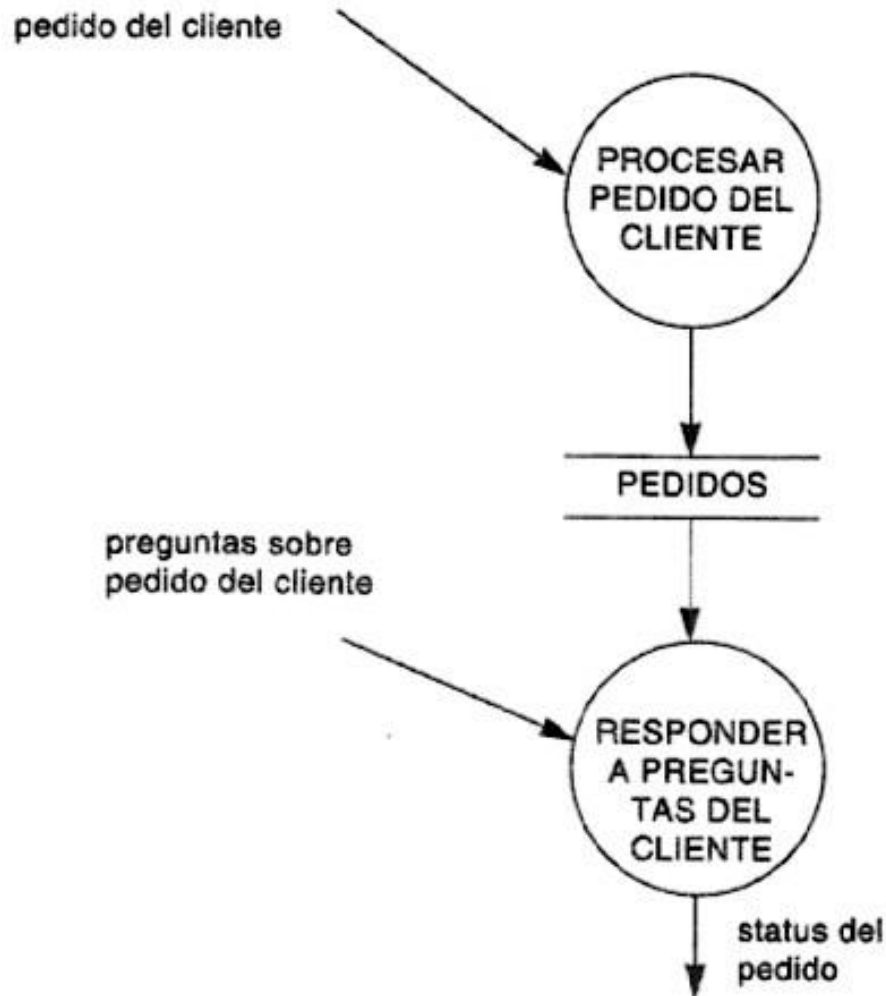 pedido del cliente
PROCESAR
PEDIDO DEL
CLIENTE
PEDIDOS
preguntas sobre
pedido del cliente
RESPONDER
A PREGUN-
TAS DEL
CLIENTE
status del
pedido